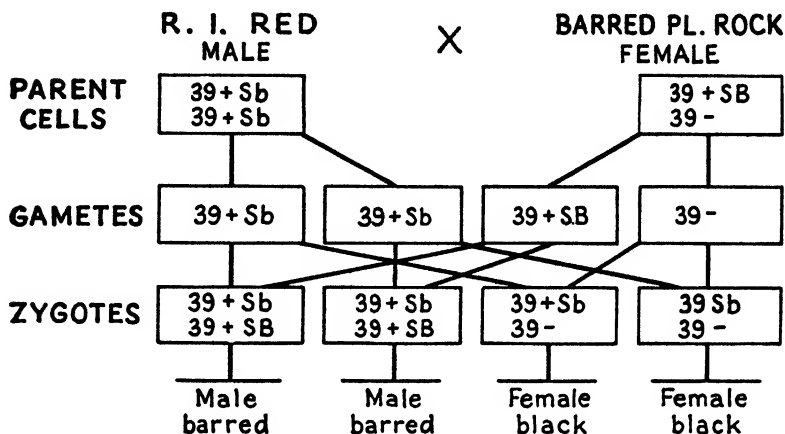 R. I. RED
MALE
X
BARRED PL. ROCK
FEMALE
PARENT
CELLS
39 + Sb
39 + Sb
39 + SB
39 -
GAMETES
39 + Sb
39 + Sb
39 + S.B
39 -
ZYGOTES
39 + Sb
39 + SB
39 + Sb
39 + SB
39 + Sb
39 -
39 Sb
39 -
Male
barred
Male
barred
Female
black
Female
black